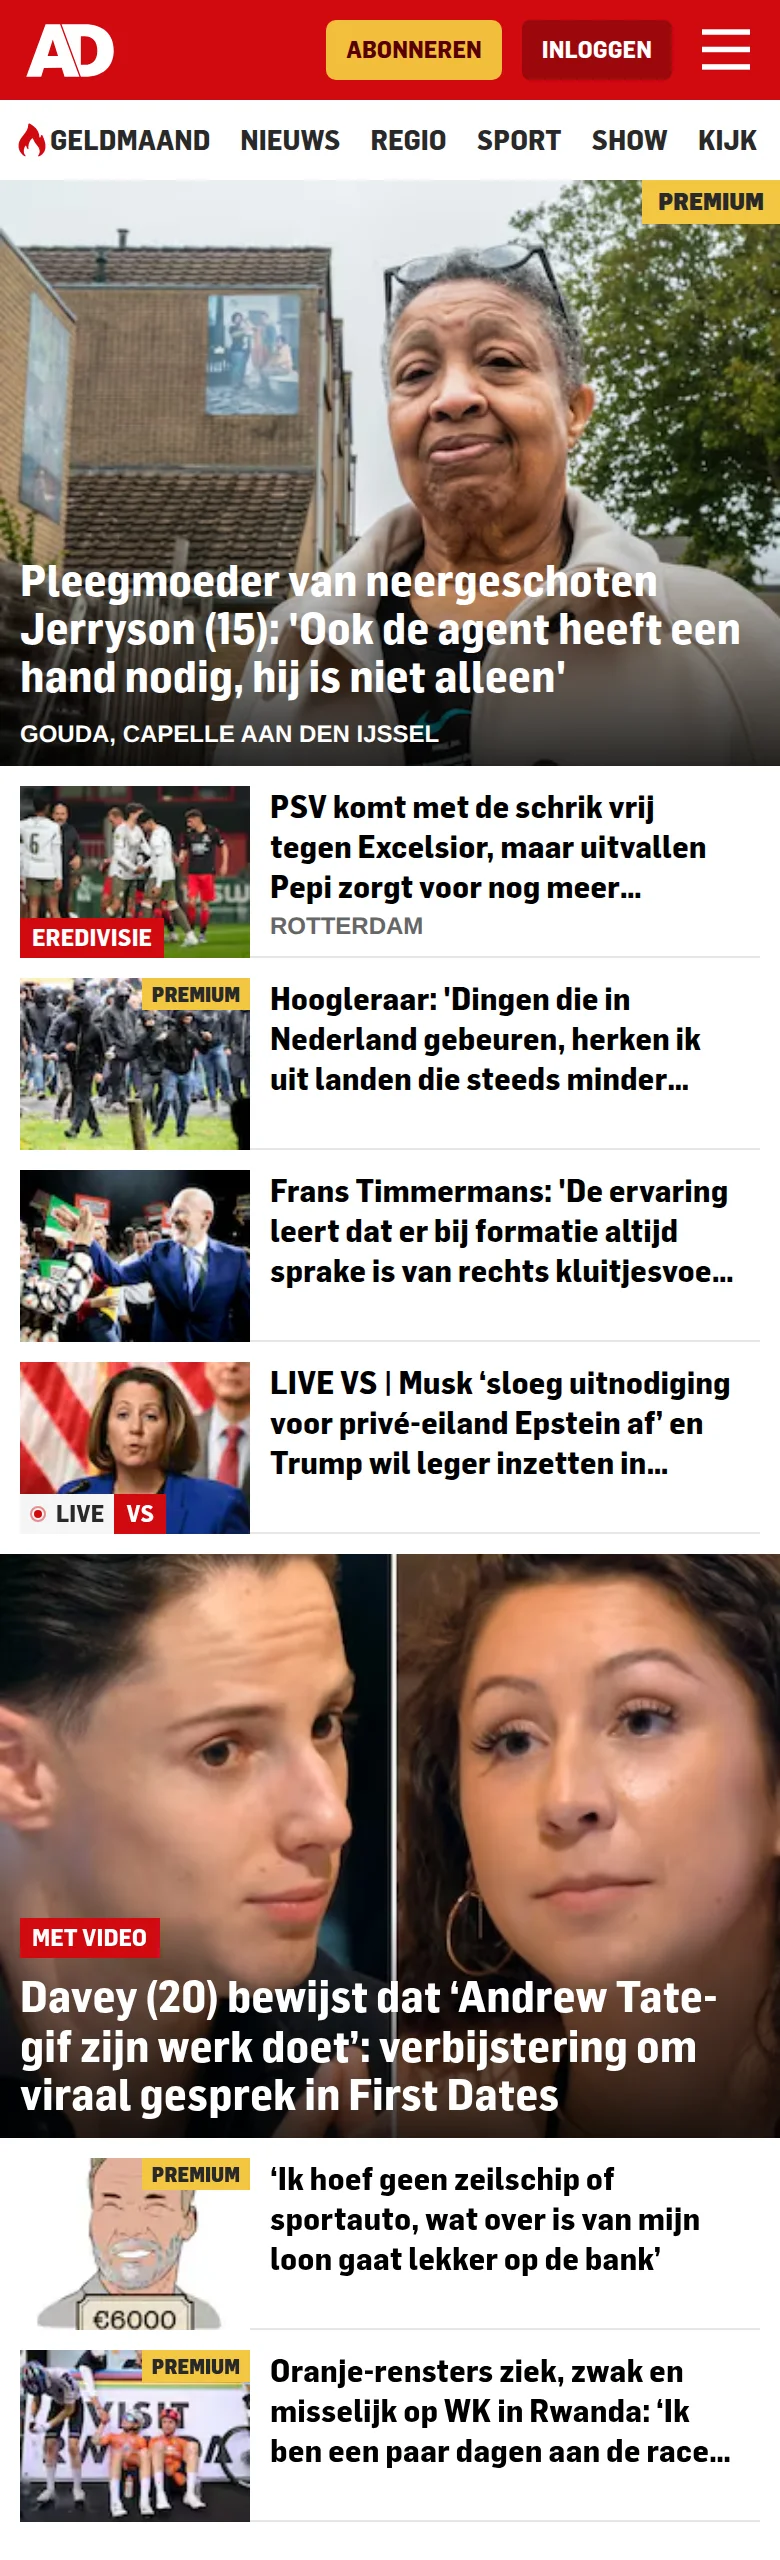 AD
ABONNEREN
INLOGGEN
GELDMAAND NIEUWS REGIO SPORT SHOW KIJK
PREMIUM
Pleegmoeder van neergeschoten
Jerryson (15): 'Ook de agent heeft een
hand nodig, hij is niet alleen'
GOUDA, CAPELLE AAN DEN IJSSEL
6
EREDIVISIE
PSV komt met de schrik vrij
tegen Excelsior, maar uitvallen
Pepi zorgt voor nog meer...
ROTTERDAM
PREMIUM
Hoogleraar: 'Dingen die in
Nederland gebeuren, herken ik
uit landen die steeds minder...
Frans Timmermans: 'De ervaring
leert dat er bij formatie altijd
sprake is van rechts kluitjesvoe...
LIVE VS
LIVE VS | Musk ‘sloeg uitnodiging
voor privé-eiland Epstein af’ en
Trump wil leger inzetten in...
MET VIDEO
Davey (20) bewijst dat ‘Andrew Tate-
gif zijn werk doet’: verbijstering om
viraal gesprek in First Dates
PREMIUM
€6000
‘Ik hoef geen zeilschip of
sportauto, wat over is van mijn
loon gaat lekker op de bank’
PREMIUM
VISIT
Oranje-rensters ziek, zwak en
misselijk op WK in Rwanda: ‘Ik
ben een paar dagen aan de race...